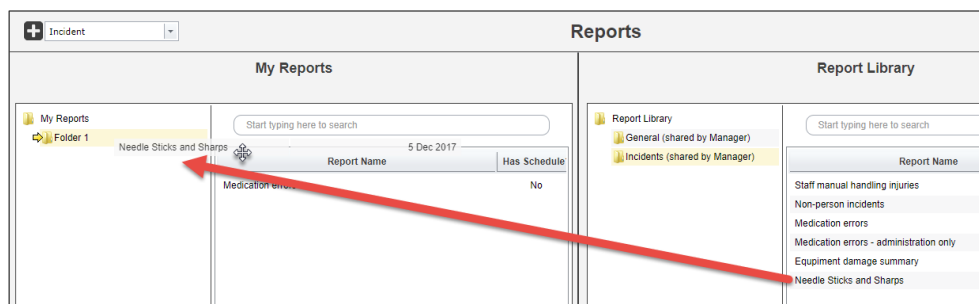 Incident
Reports
My Reports
Report Library
My Reports
Folder 1
Start typing here to search
Needle Sticks and Sharps
5 Dec 2017
Report Name
Has Schedule
Medication errors
No
Report Library
General (shared by Manager)
Incidents (shared by Manager)
Start typing here to search
Report Name
Staff manual handling injuries
Non-person incidents
Medication errors
Medication errors - administration only
Equpiment damage summary
Needle Sticks and Sharps